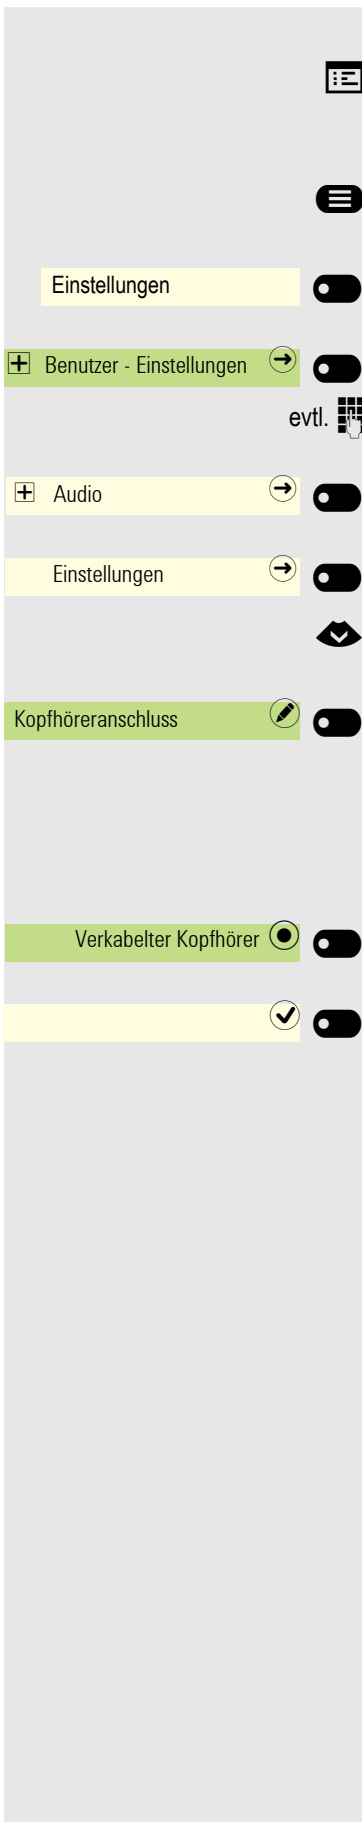 Einstellungen
Benutzer - Einstellungen
evtl.
Audio
Einstellungen
Kopfhöreranschluss
Verkabelter Kopfhörer